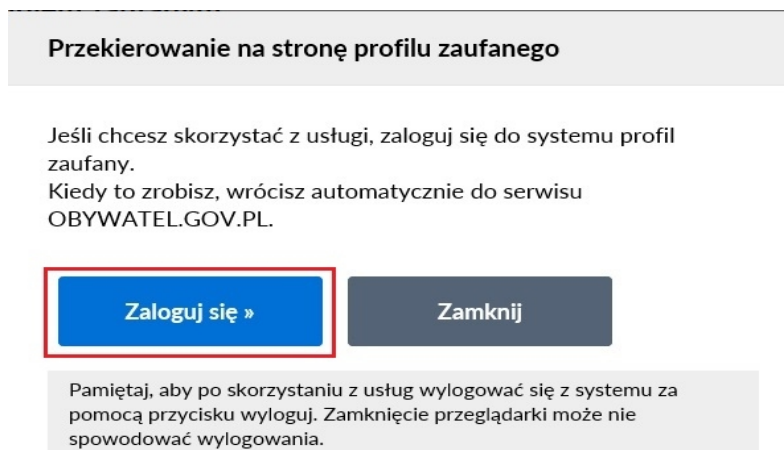 Przekierowanie na stronę profilu zaufanego
Jeśli chcesz skorzystać z usługi, zaloguj się do systemu profil
zaufany.
Kiedy to zrobisz, wrócisz automatycznie do serwisu
OBYWATEL.GOV.PL.
Zaloguj się »
Zamknij
Pamiętaj, aby po skorzystaniu z usług wylogować się z systemu za
pomocą przycisku wyloguj. Zamknięcie przeglądarki może nie
spowodować wylogowania.